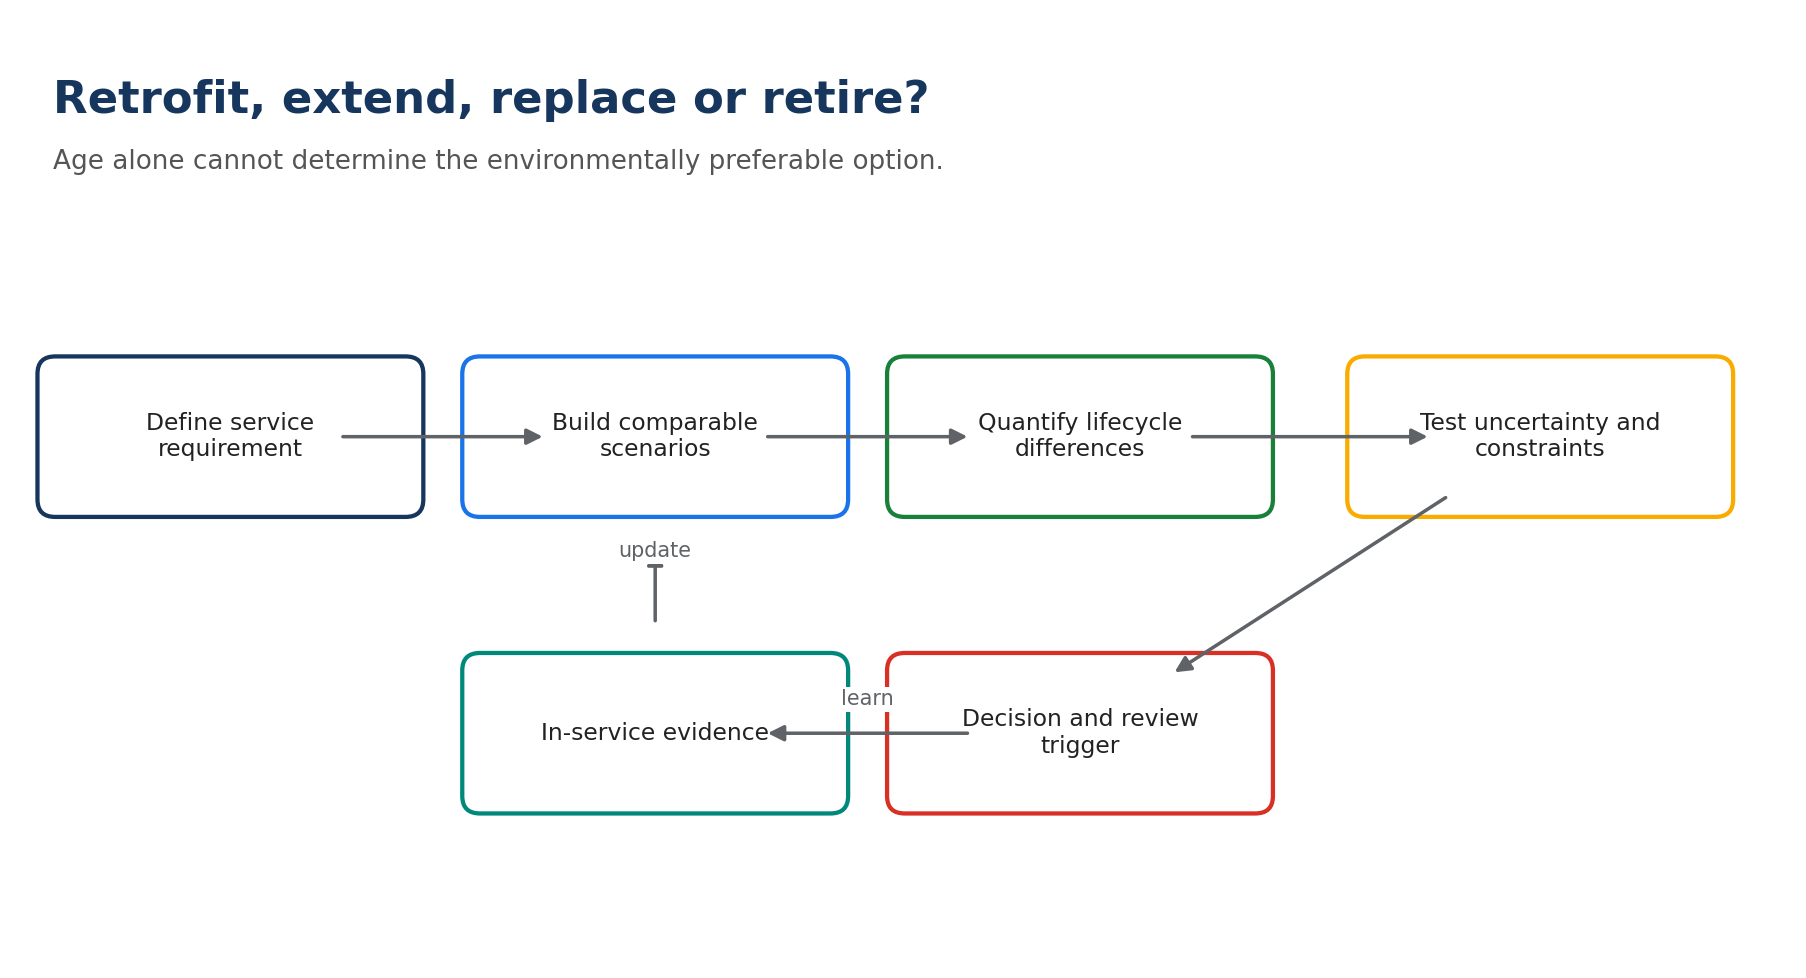 Retrofit, extend, replace or retire?
Age alone cannot determine the environmentally preferable option.
Define service
requirement
Build comparable
scenarios
Quantify lifecycle
differences
Test uncertainty and
constraints
update
learn
In-service evidence
Decision and review
trigger